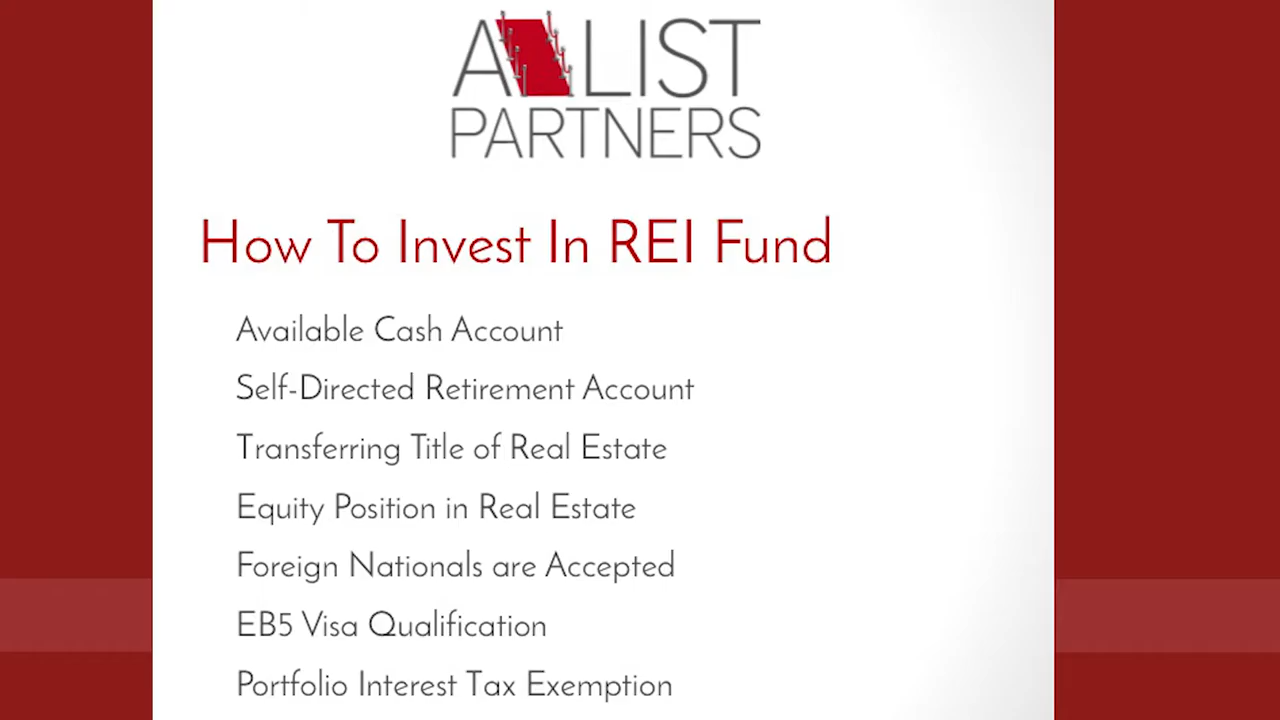 A LIST
PARTNERS
How To Invest In REI Fund
Available Cash Account
Self-Directed Retirement Account
Transferring Title of Real Estate
Equity Position in Real Estate
Foreign Nationals are Accepted
EB5 Visa Qualification
Portfolio Interest Tax Exemption